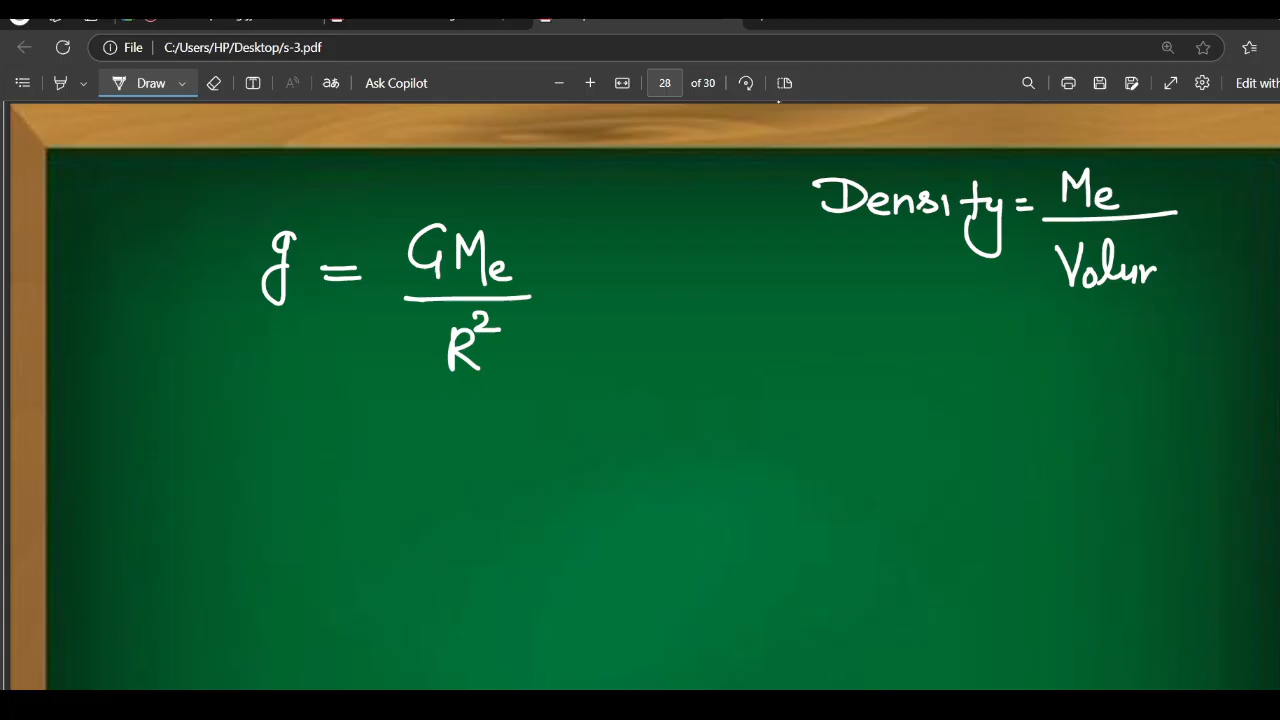 File C:/Users/HP/Desktop/s-3.pdf
Draw Ask Copilot 28 of 30 Edit with
Density = Me / Volur
g = GMe / R²